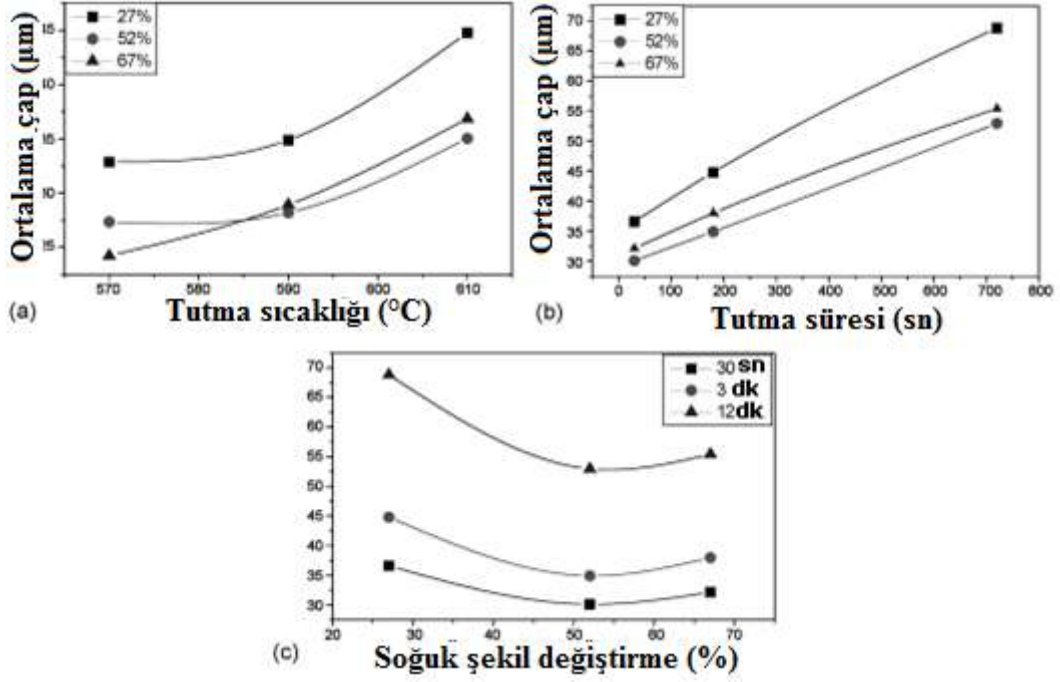 Ortalama çap (μm)
27%
52%
67%
570 580 590 600 610
(a)
Tutma sıcaklığı (°C)
Ortalama çap (μm)
70
65
60
55
50
45
40
35
30
27%
52%
67%
0 100 200 300 400 500 600 700 800
(b)
Tutma süresi (sn)
70
65
60
55
50
45
40
35
30
30 sn
3 dk
12dk
20 30 40 50 60 70
(c)
Soğuk şekil değiştirme (%)